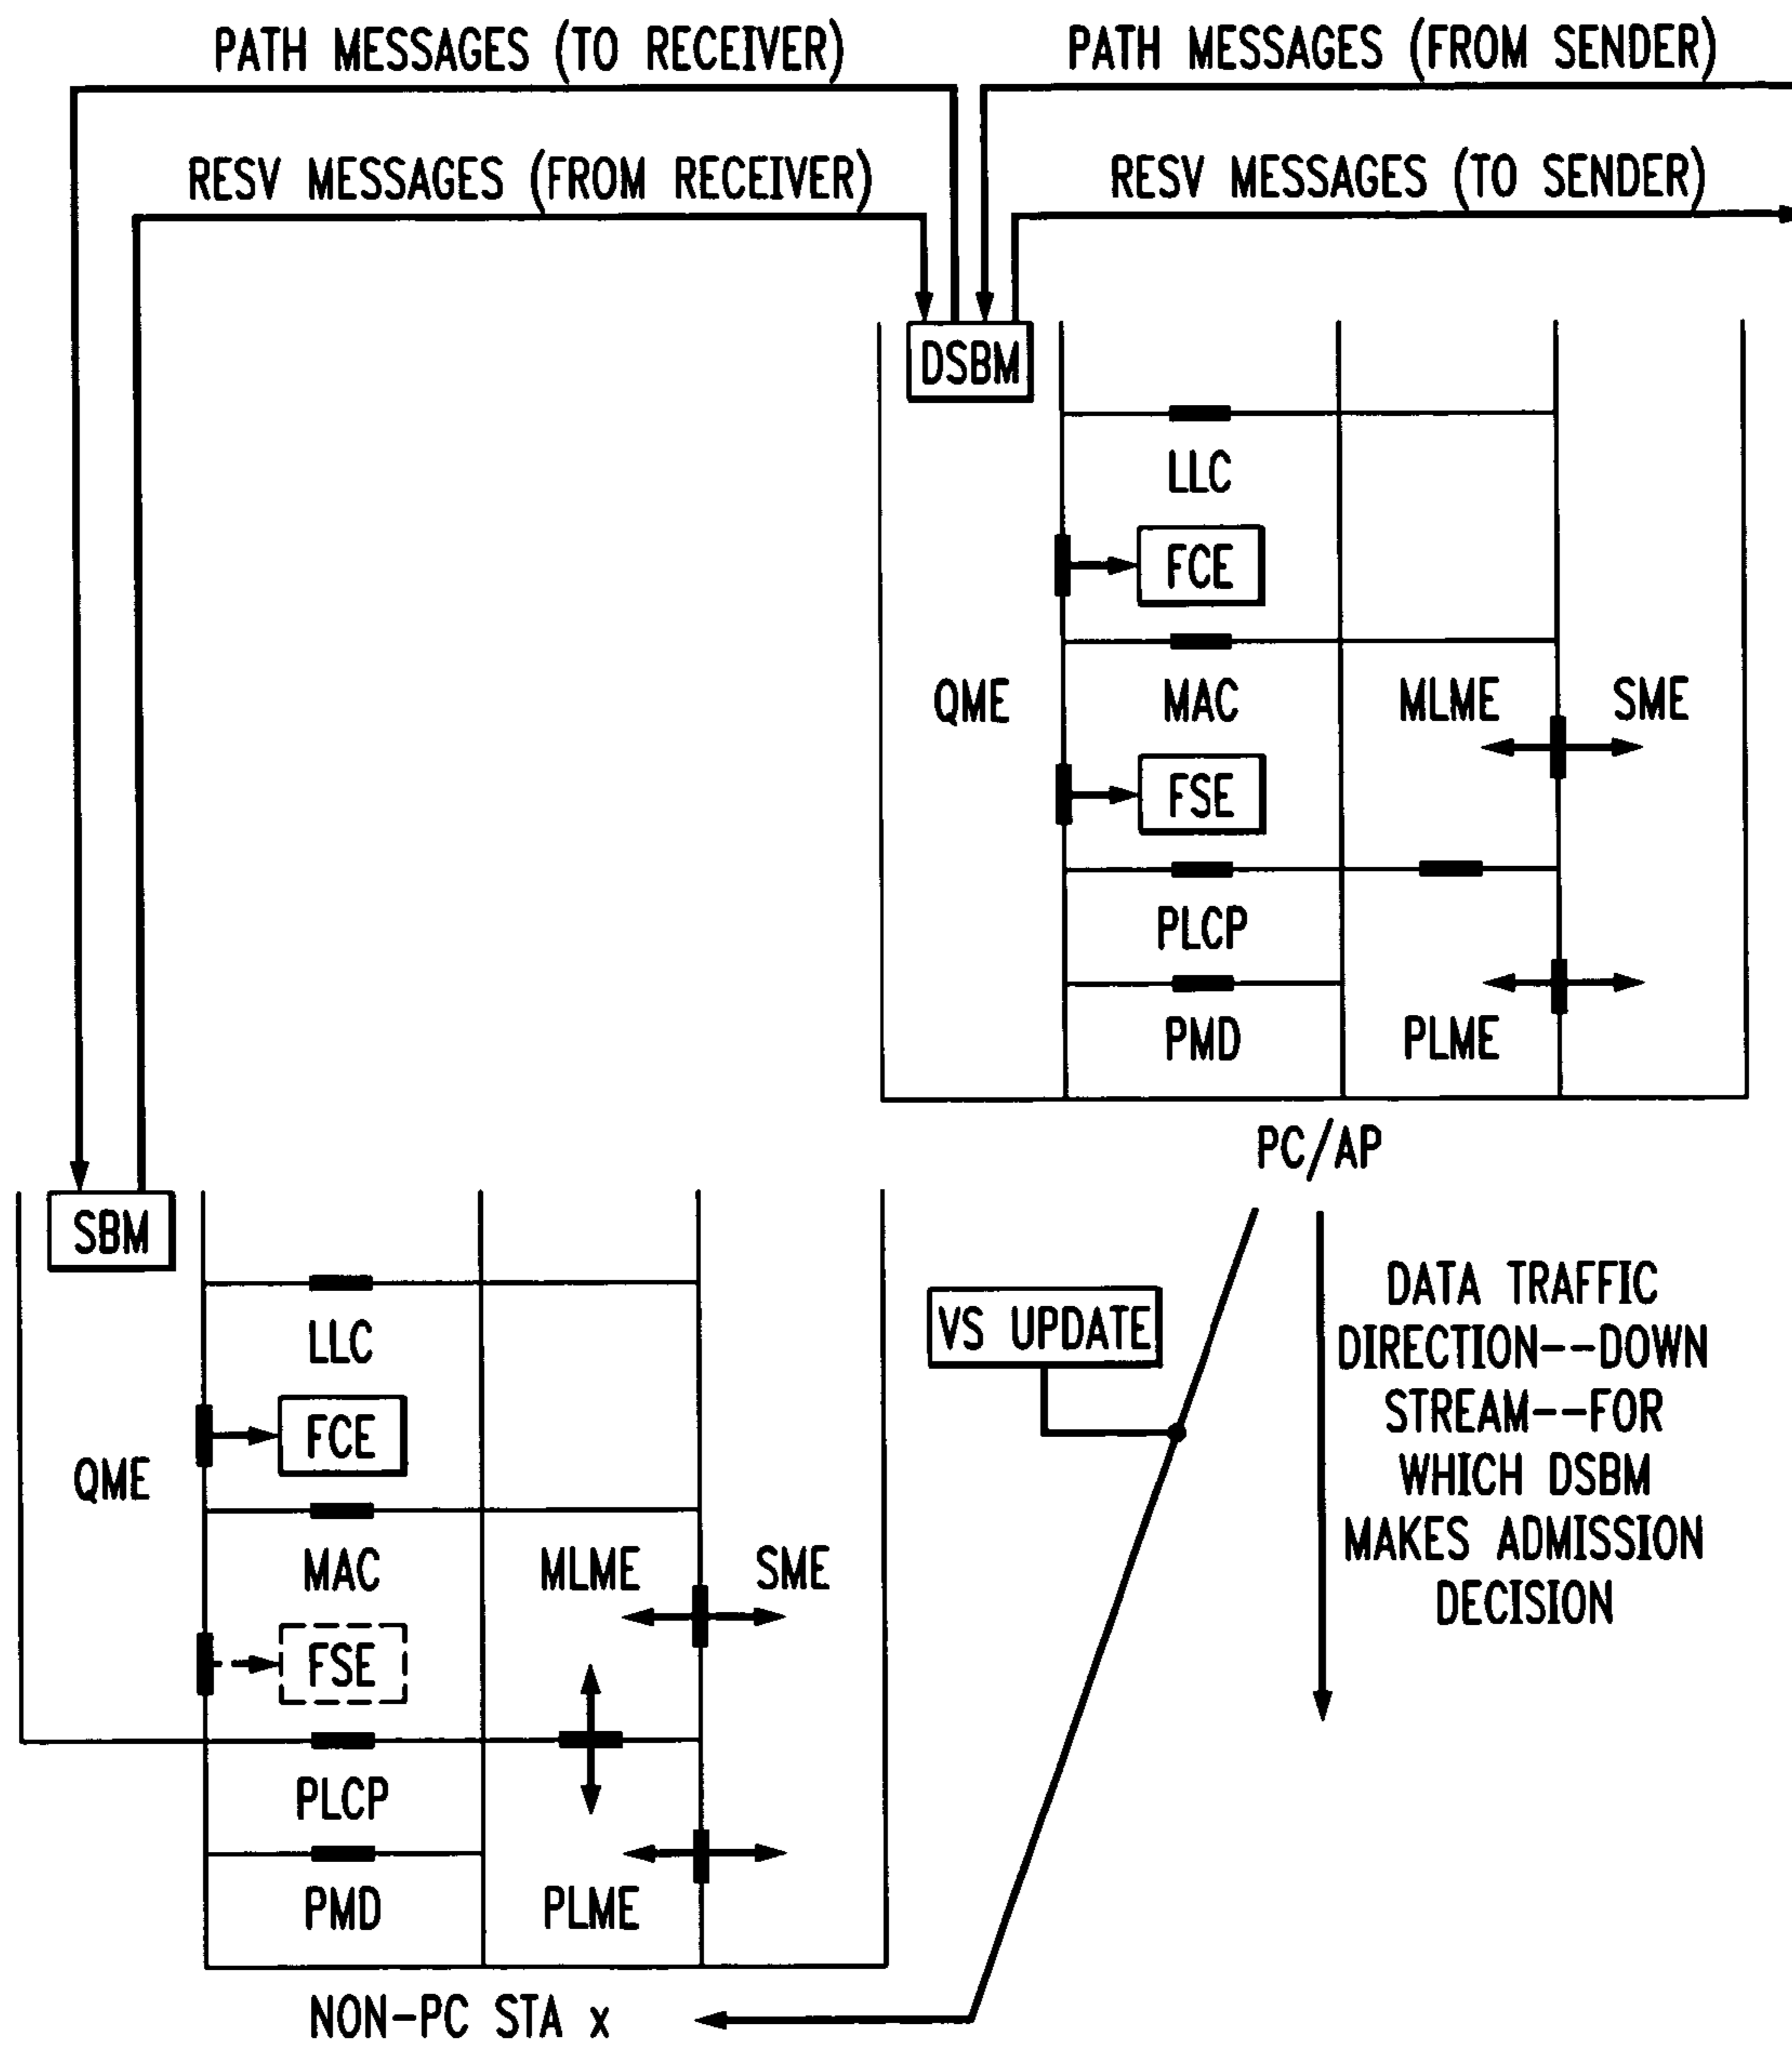 PATH MESSAGES (TO RECEIVER)
PATH MESSAGES (FROM SENDER)
RESV MESSAGES (FROM RECEIVER)
RESV MESSAGES (TO SENDER)
DSBM
LLC
FCE
QME
MAC
MLME
SME
FSE
PLCP
PMD
PLME
PC/AP
SBM
LLC
FCE
QME
MAC
MLME
SME
FSE
PLCP
PMD
PLME
NON-PC STA x
VS UPDATE
DATA TRAFFIC
DIRECTION--DOWN
STREAM--FOR
WHICH DSBM
MAKES ADMISSION
DECISION